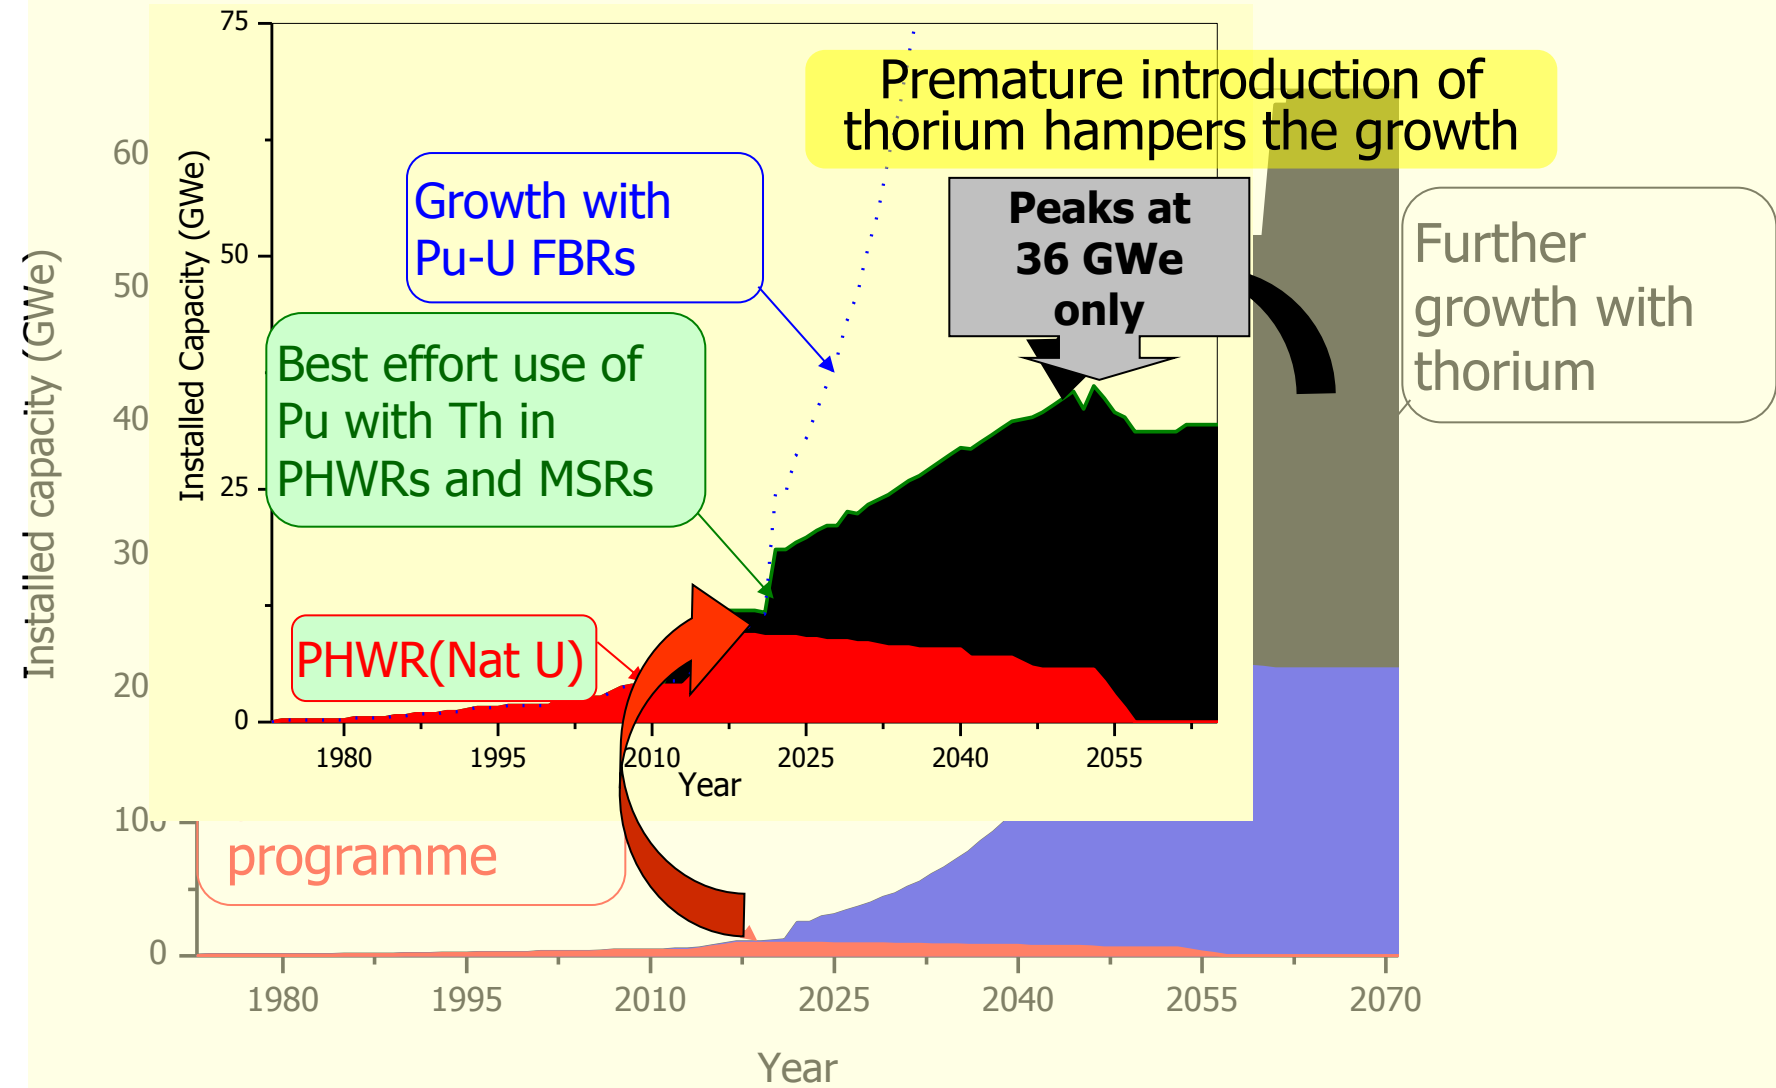 Premature introduction of
thorium hampers the growth
Peaks at
36 GWe
only
Growth with
Pu-U FBRs
Best effort use of
Pu with Th in
PHWRs and MSRs
PHWR(Nat U)
Further
growth with
thorium
programme
Installed Capacity (GWe)
75
50
25
0
1980 1995 2010 2025 2040 2055
Year
Installed capacity (GWe)
60
50
40
30
20
0
1980 1995 2010 2025 2040 2055 2070
Year